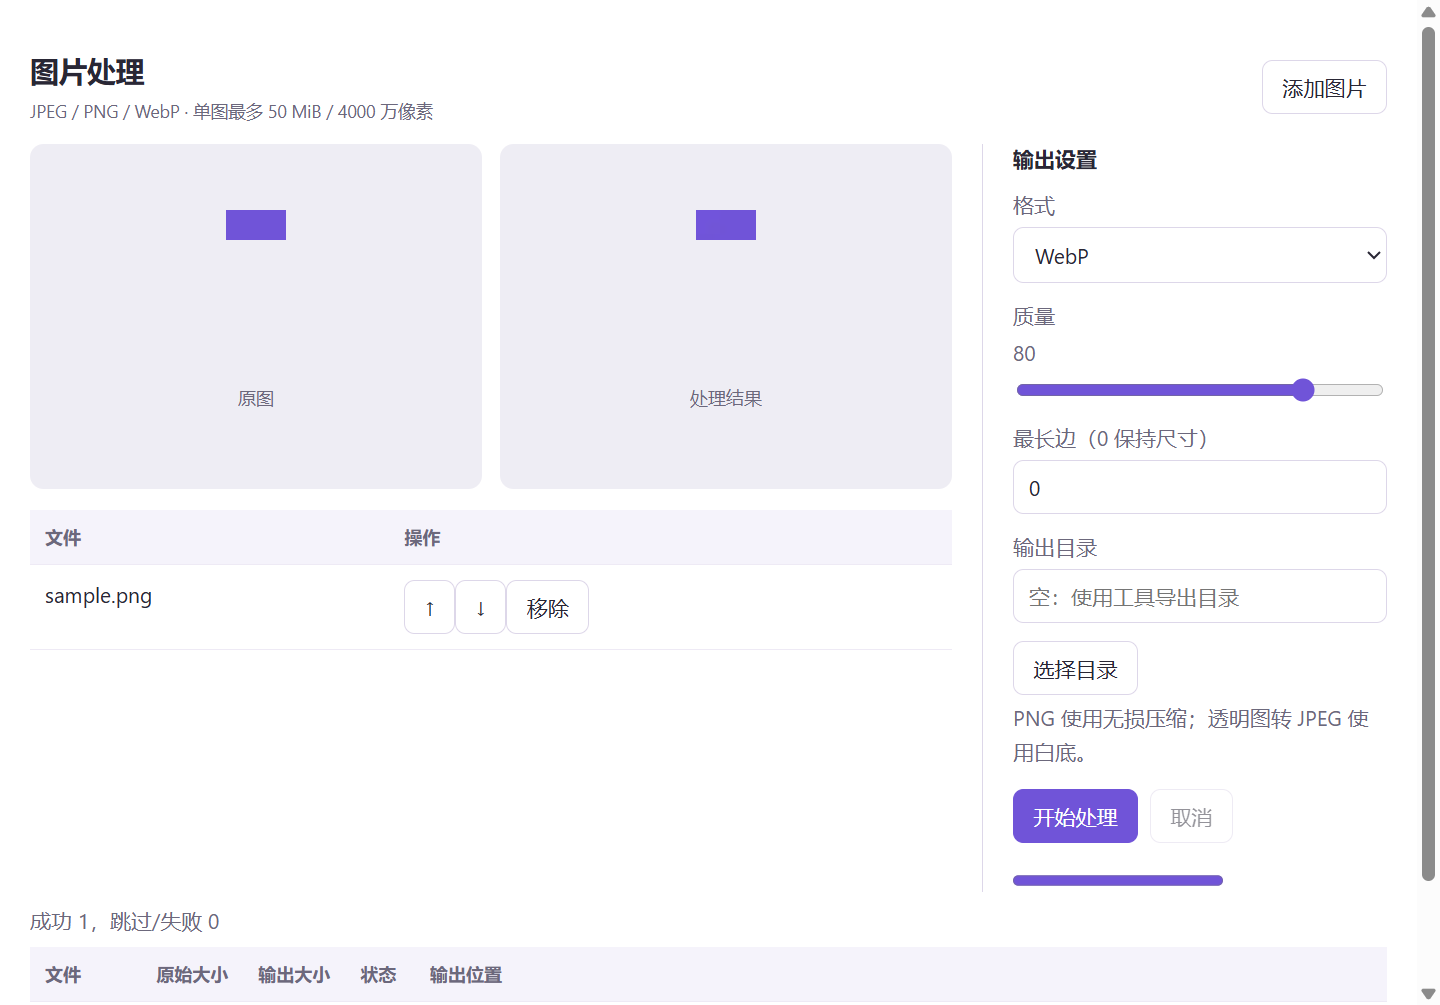 图片处理
JPEG / PNG / WebP · 单图最多 50 MiB / 4000 万像素
添加图片
原图
处理结果
文件 操作
sample.png ↑ ↓ 移除
输出设置
格式
WebP
质量
80
最长边（0 保持尺寸）
0
输出目录
空：使用工具导出目录
选择目录
PNG 使用无损压缩；透明图转 JPEG 使
用白底。
开始处理 取消
成功 1，跳过/失败 0
文件 原始大小 输出大小 状态 输出位置